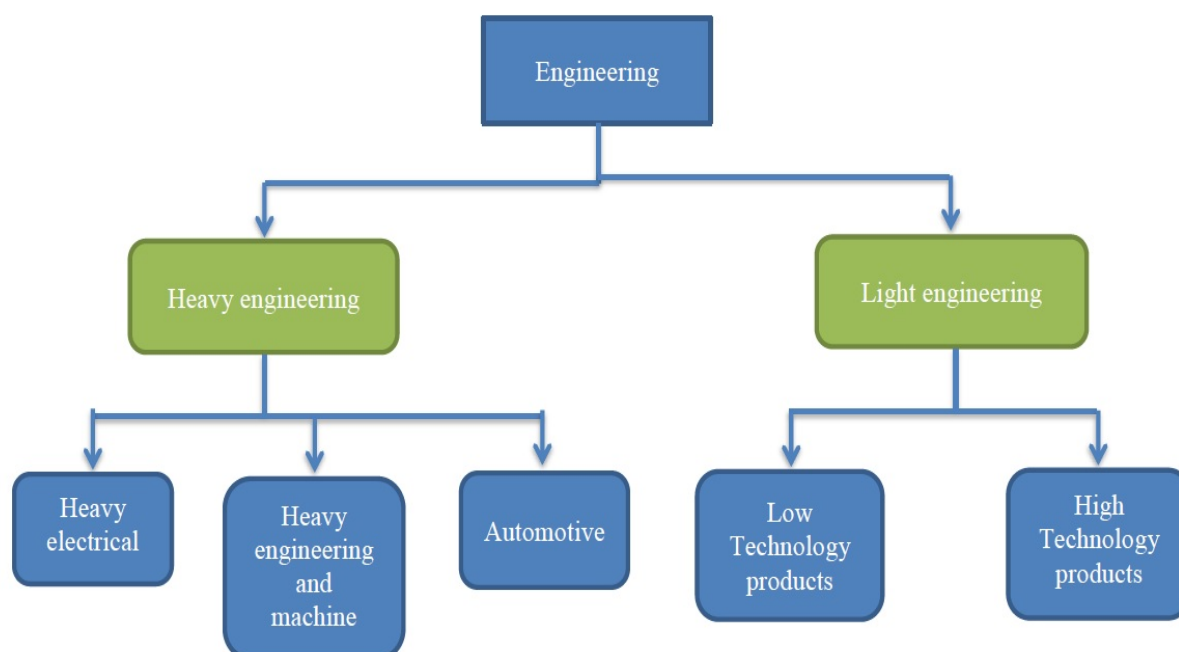 Engineering
Heavy engineering
Light engineering
Heavy
electrical
Heavy
engineering
and
machine
Automotive
Low
Technology
products
High
Technology
products